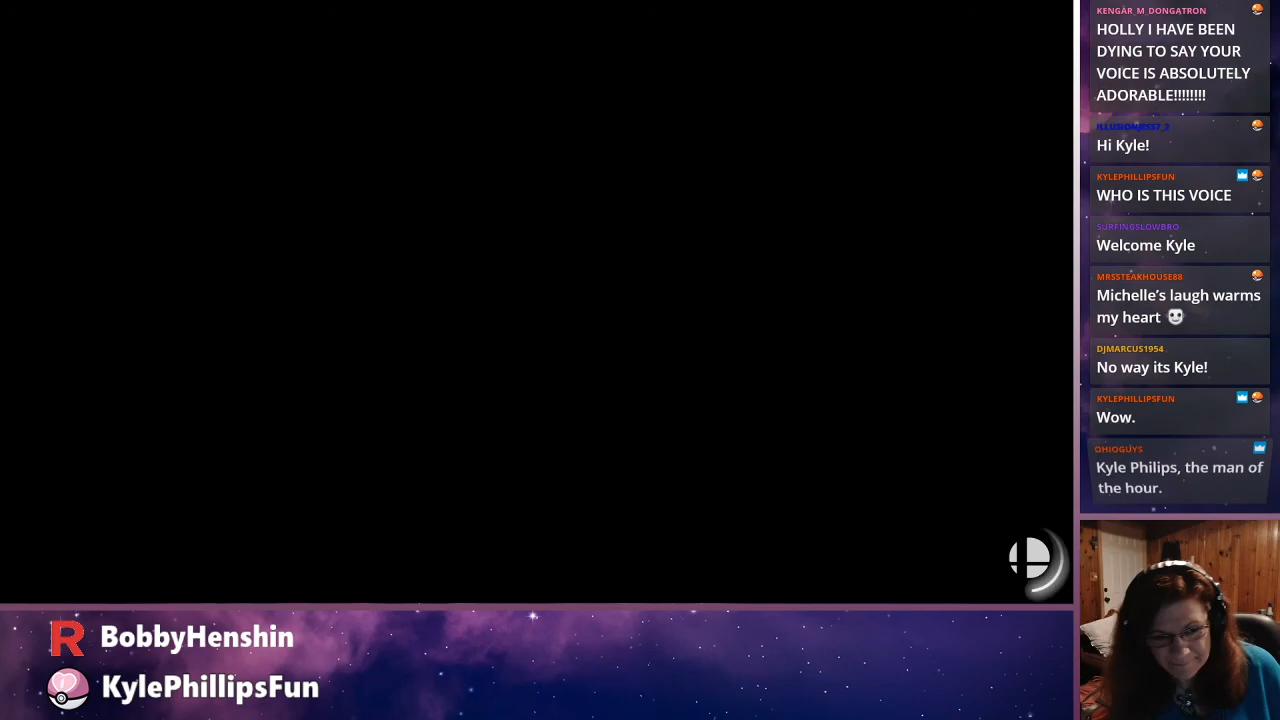 KENGAR_M_DONGATRON
HOLLY I HAVE BEEN
DYING TO SAY YOUR
VOICE IS ABSOLUTELY
ADORABLE!!!!!!!!
Hi Kyle!
KYLEPHILLIPSFUN
WHO IS THIS VOICE
SURFINGSLOWBRO
Welcome Kyle
MRSSTEAKHOUSE88
Michelle’s laugh warms
my heart
DJMARCUS1954
No way its Kyle!
KYLEPHILLIPSFUN
Wow.
OHIOGUYS
Kyle Philips, the man of
the hour.
R BobbyHenshin
KylePhillipsFun